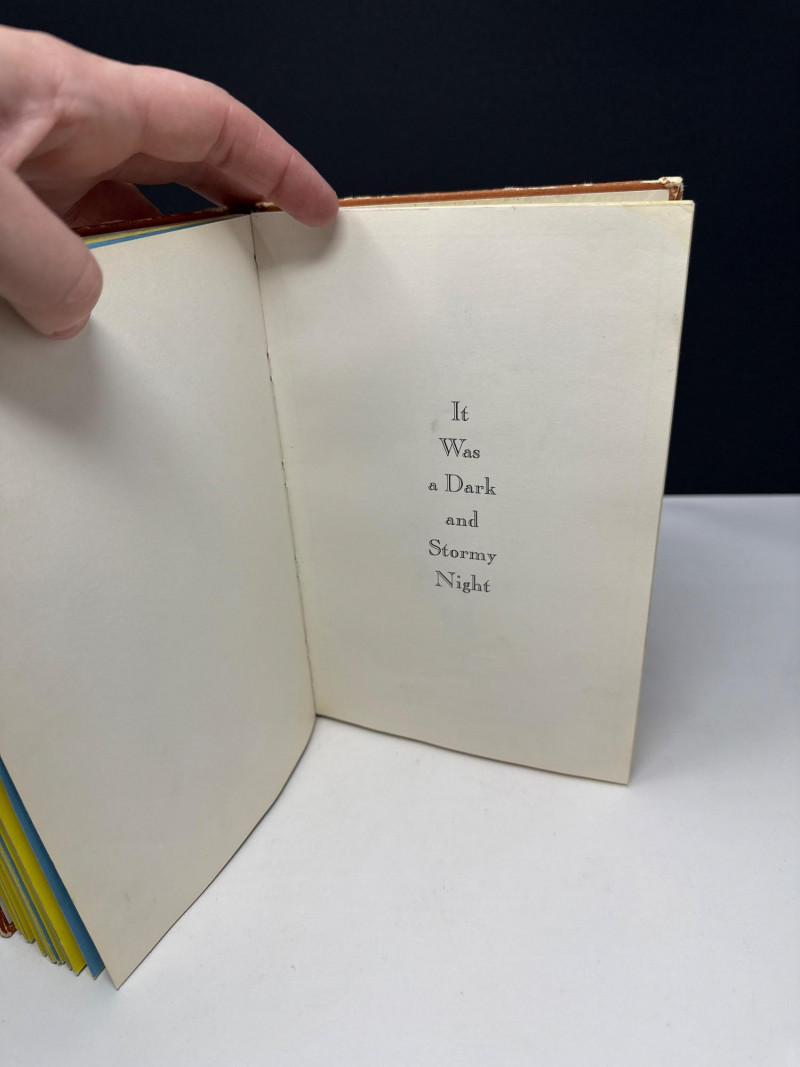 It
Was
a Dark
and
Stormy
Night